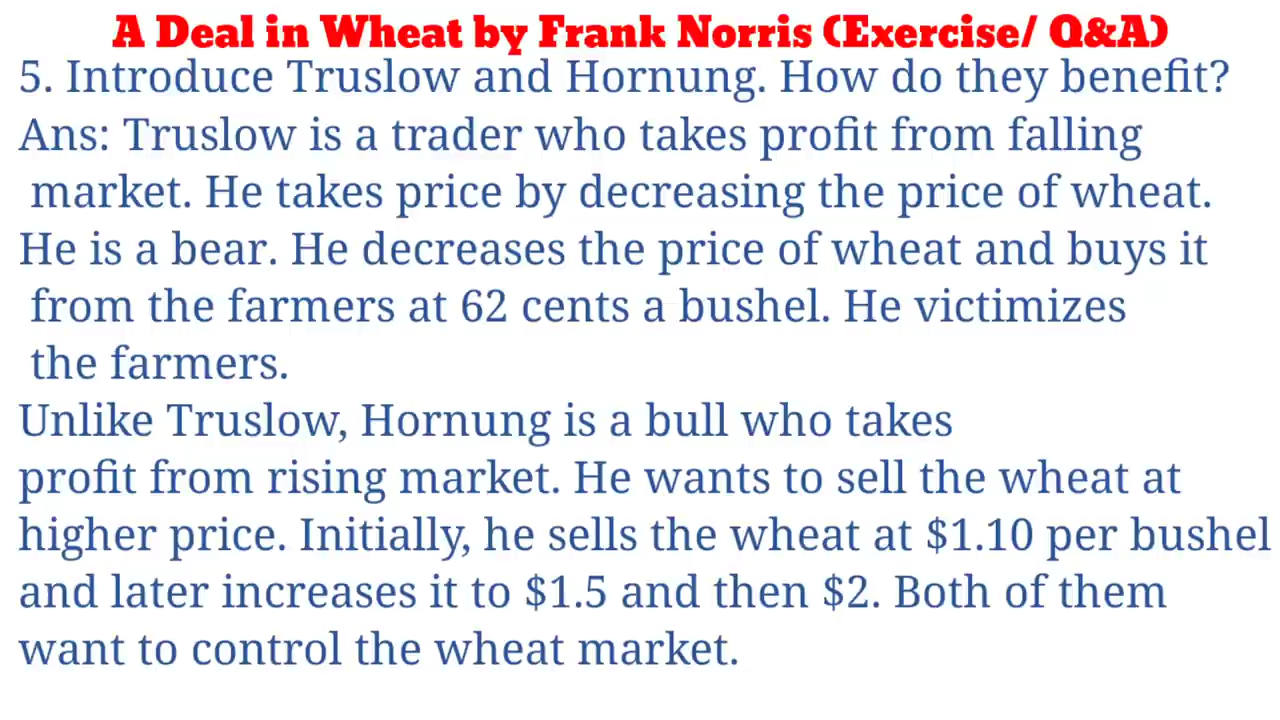 A Deal in Wheat by Frank Norris (Exercise/ Q&A)
5. Introduce Truslow and Hornung. How do they benefit?
Ans: Truslow is a trader who takes profit from falling
market. He takes price by decreasing the price of wheat.
He is a bear. He decreases the price of wheat and buys it
from the farmers at 62 cents a bushel. He victimizes
the farmers.
Unlike Truslow, Hornung is a bull who takes
profit from rising market. He wants to sell the wheat at
higher price. Initially, he sells the wheat at $1.10 per bushel
and later increases it to $1.5 and then $2. Both of them
want to control the wheat market.